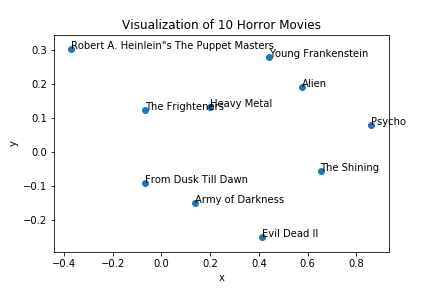 Visualization of 10 Horror Movies
0.3
0.2
0.1
0.0
−0.1
−0.2
y
Robert A. Heinlein"s The Puppet Masters
Young Frankenstein
Alien
The Frighteners
Heavy Metal
Psycho
The Shining
From Dusk Till Dawn
Army of Darkness
Evil Dead II
−0.4
−0.2
0.0
0.2
0.4
0.6
0.8
x